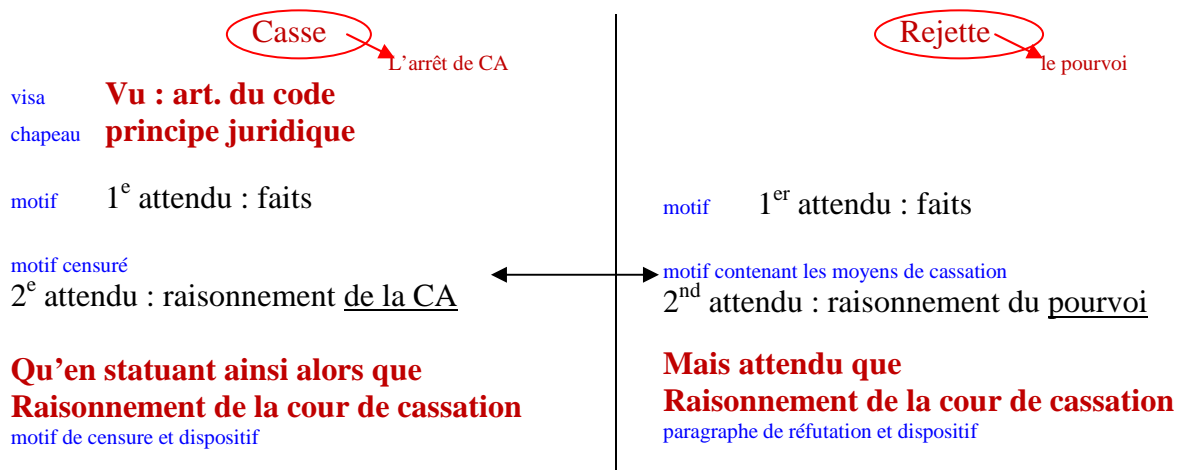 Casse
L'arrêt de CA
visa Vu : art. du code
chapeau principe juridique
motif 1e attendu : faits
motif censuré
2e attendu : raisonnement de la CA
Qu'en statuant ainsi alors que
Raisonnement de la cour de cassation
motif de censure et dispositif
Rejette
le pourvoi
motif 1er attendu : faits
motif contenant les moyens de cassation
2nd attendu : raisonnement du pourvoi
Mais attendu que
Raisonnement de la cour de cassation
paragraphe de réfutation et dispositif